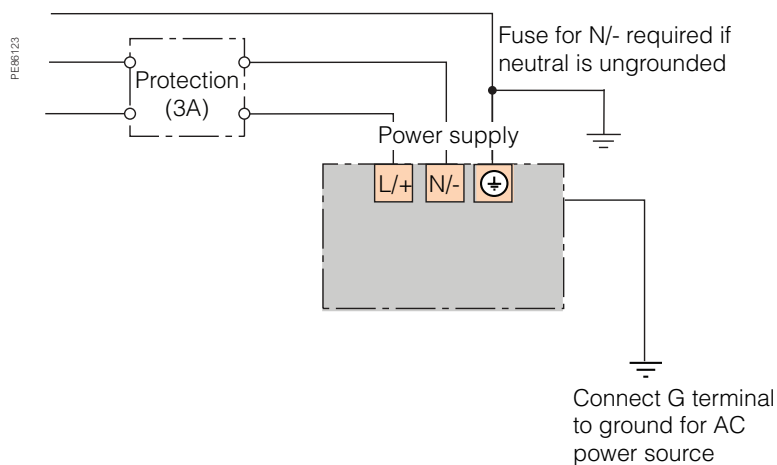 PE86123
Fuse for N/- required if
neutral is ungrounded
Protection
(3A)
Power supply
L/+
N/-
Connect G terminal
to ground for AC
power source